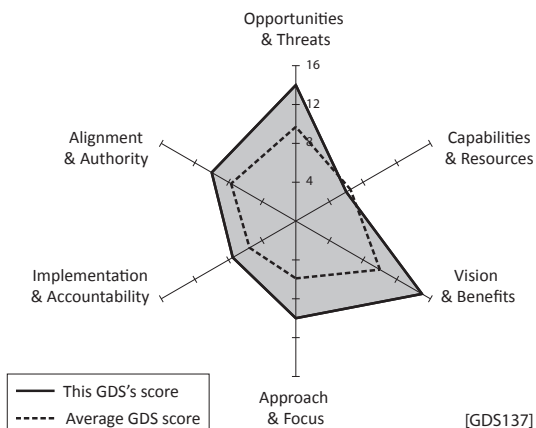 Opportunities
& Threats
16
12
8
4
Alignment
& Authority
Capabilities
& Resources
Implementation
& Accountability
Vision
& Benefits
Approach
& Focus
This GDS's score
Average GDS score
[GDS137]